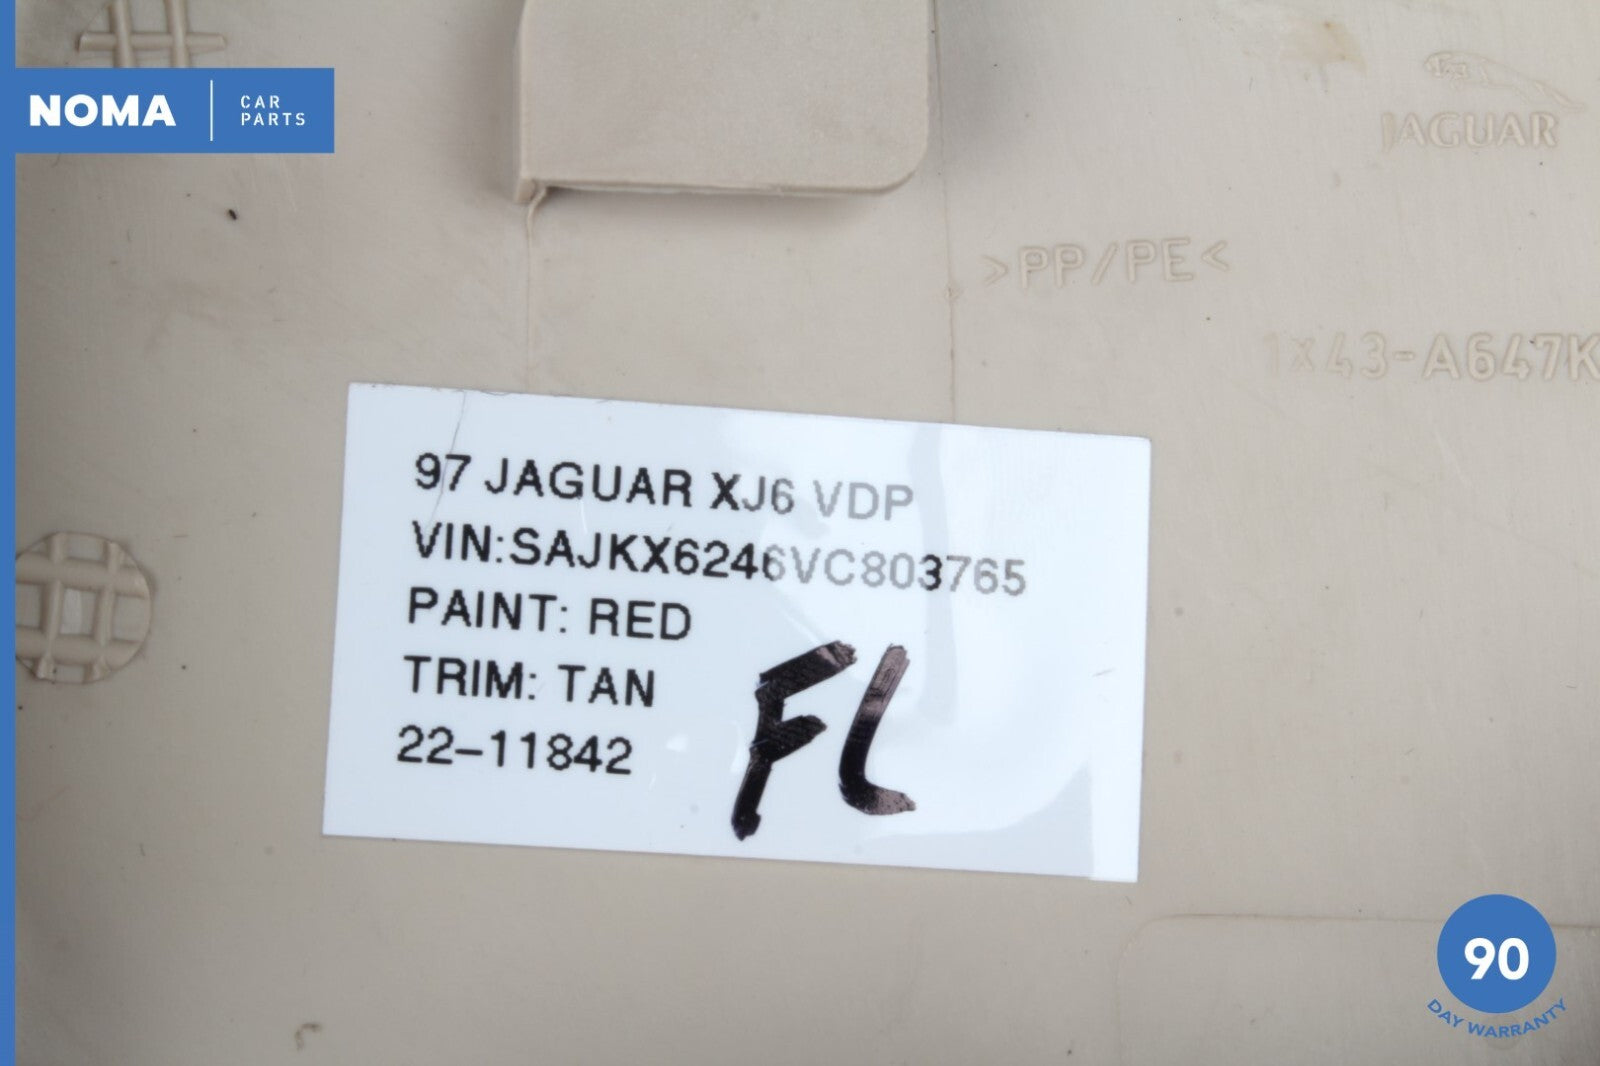 NOMA
CAR
PARTS
JAGUAR
>PP/PE<
1X43-A647K
97 JAGUAR XJ6 VDP
VIN:SAJKX6246VC803765
PAINT: RED
TRIM: TAN
22-11842
FL
90
DAY WARRANTY